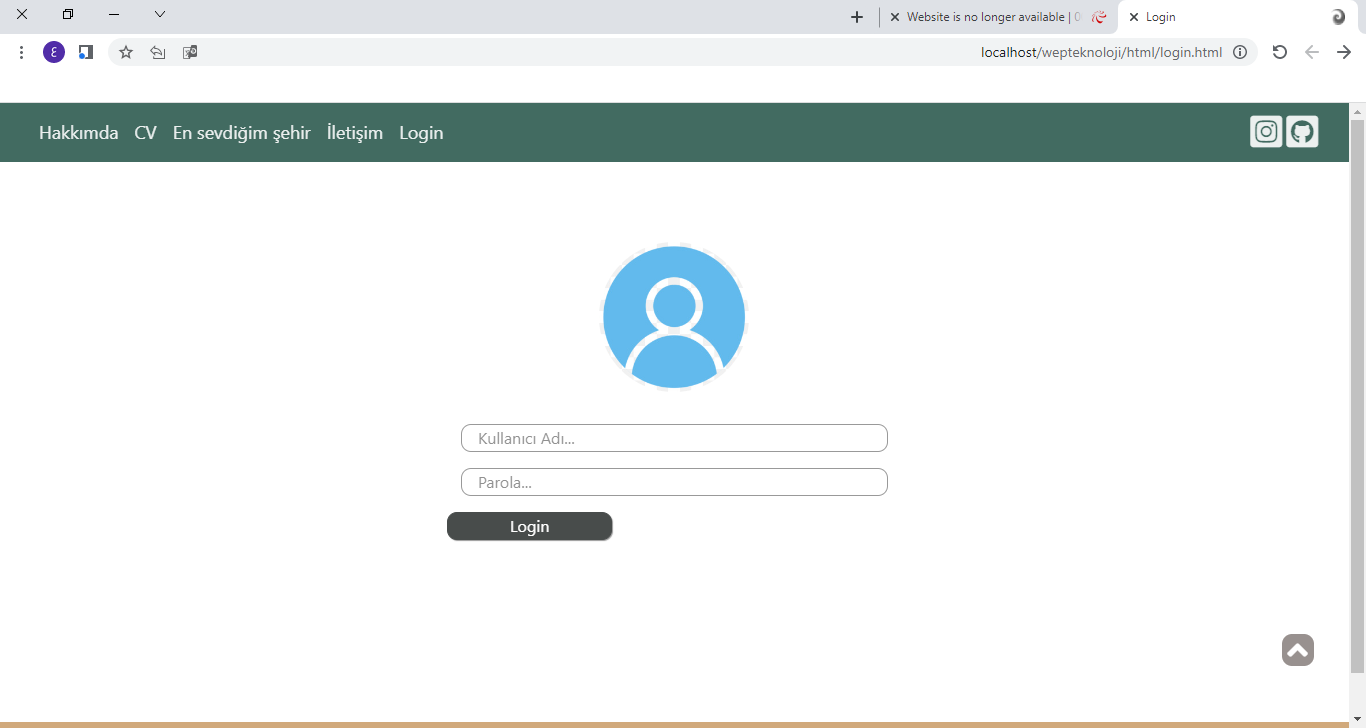 Website is no longer available | 0
Login
ε
localhost/wepteknoloji/html/login.html
Hakkımda CV En sevdiğim şehir İletişim Login
Kullanıcı Adı...
Parola...
Login